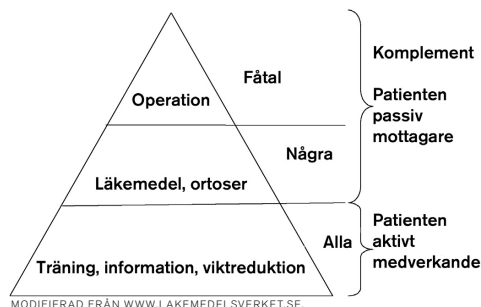 Komplement
Fåtal
Operation
Patienten
passiv
mottagare
Några
Läkemedel, ortoser
Patienten
Alla aktivt
medverkande
Träning, information, viktreduktion
MODIFIERAD FRÅN WWW.LAKEMEDELSVERKET.SE.